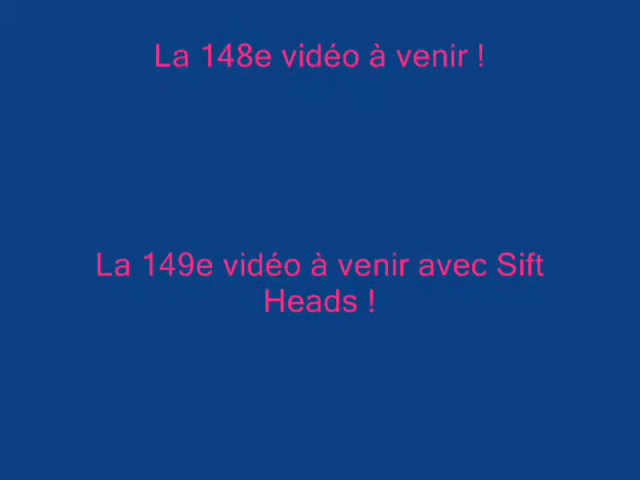 La 148e vidéo à venir !
La 149e vidéo à venir avec Sift
Heads !